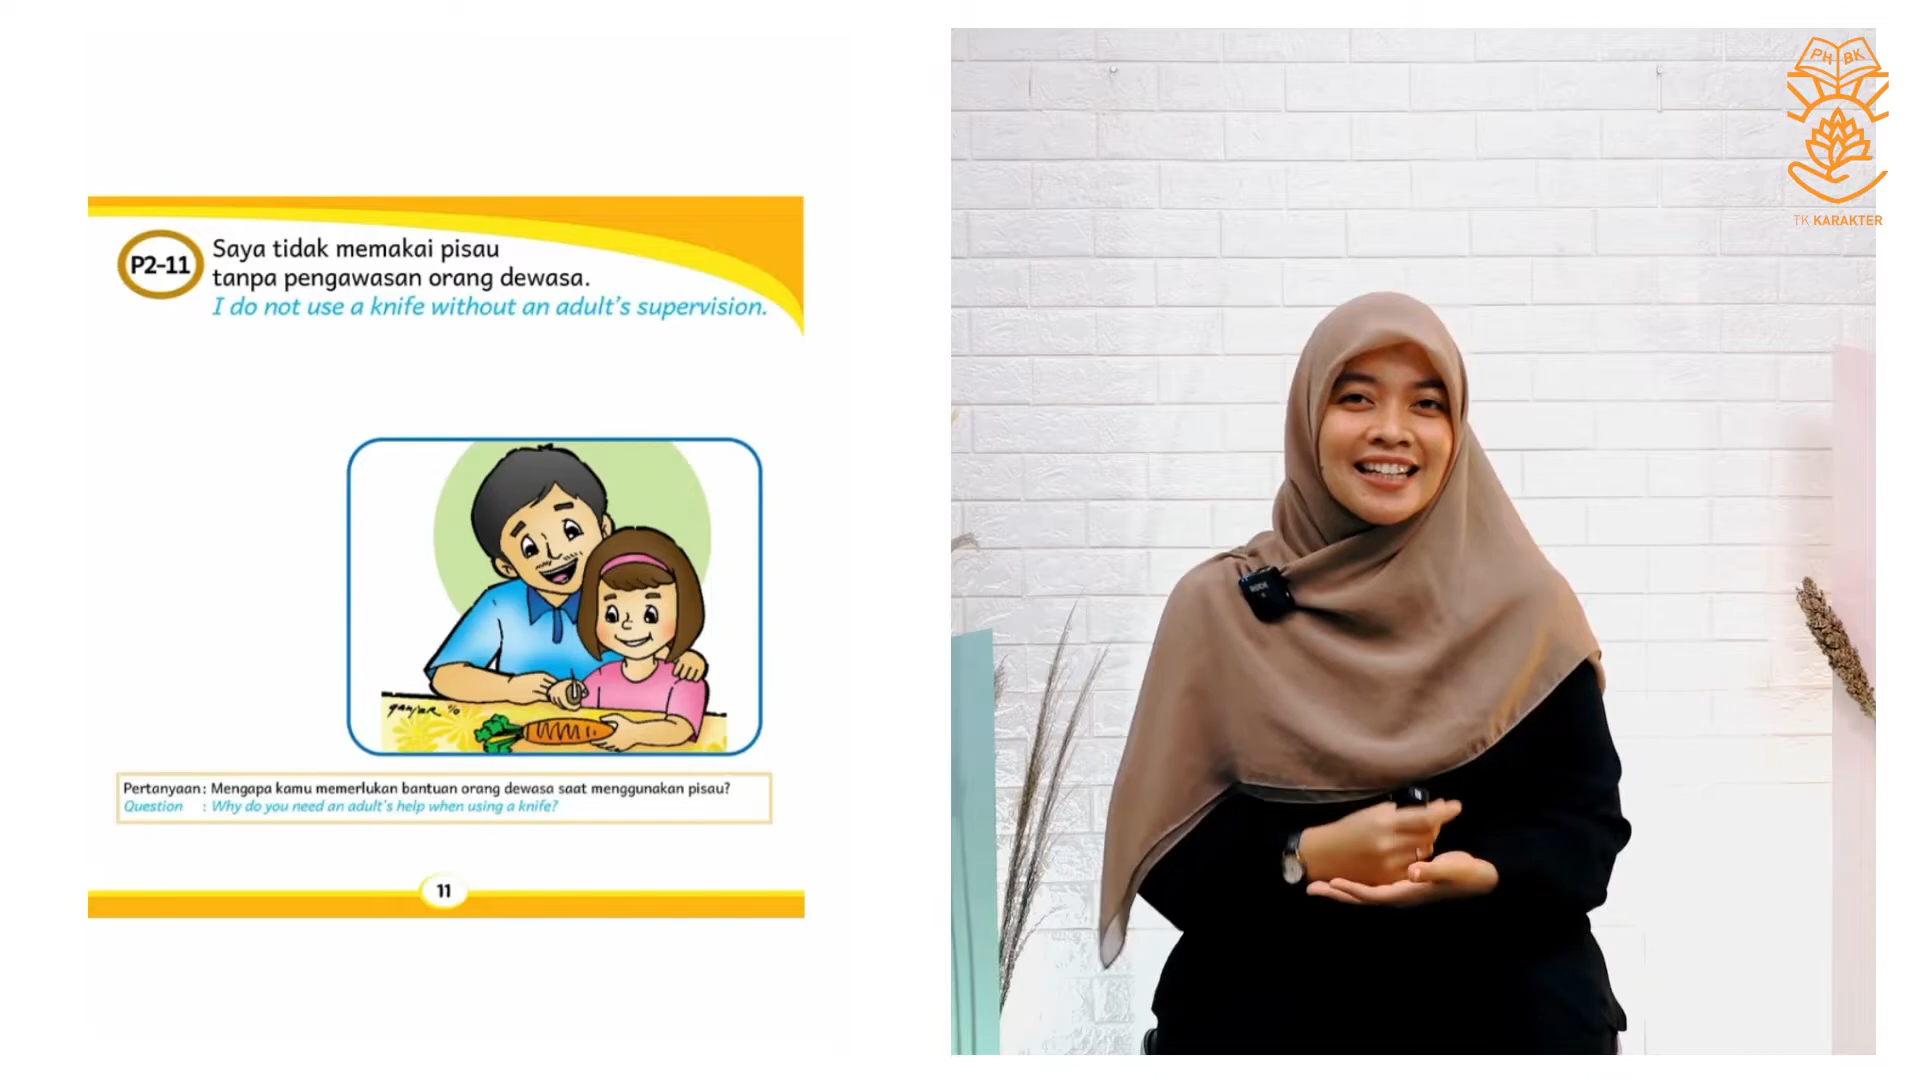 P2-11
Saya tidak memakai pisau
tanpa pengawasan orang dewasa.
I do not use a knife without an adult's supervision.
Pertanyaan : Mengapa kamu memerlukan bantuan orang dewasa saat menggunakan pisau?
Question : Why do you need an adult's help when using a knife?
11
PH BK
TK KARAKTER